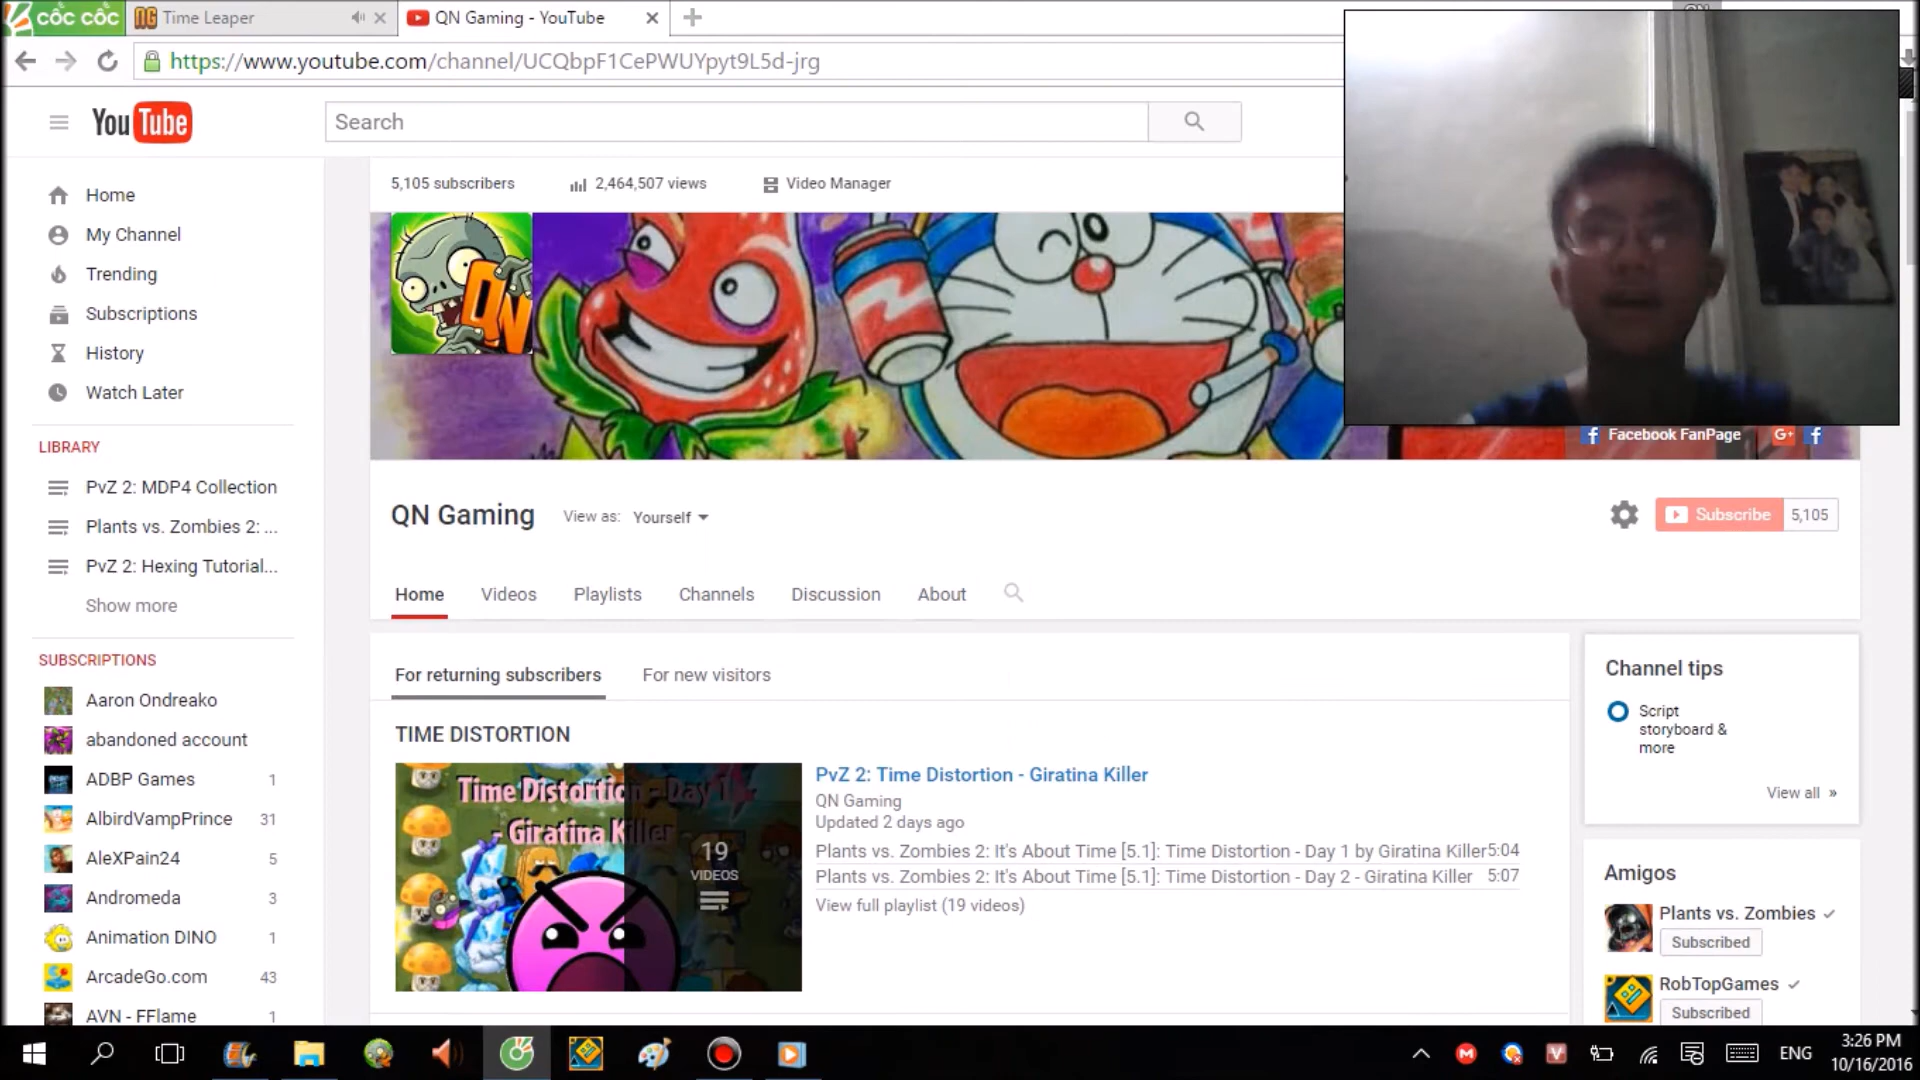 cốc cốc
Time Leaper
QN Gaming - YouTube
https://www.youtube.com/channel/UCQbpF1CePWUYpyt9L5d-jrg
YouTube
Search
Home
My Channel
Trending
Subscriptions
History
Watch Later
LIBRARY
PvZ 2: MDP4 Collection
Plants vs. Zombies 2: ...
PvZ 2: Hexing Tutorial...
Show more
SUBSCRIPTIONS
Aaron Ondreako
abandoned account
ADBP Games 1
AlbirdVampPrince 31
AleXPain24 5
Andromeda 3
Animation DINO 1
ArcadeGo.com 43
AVN - FFlame 1
5,105 subscribers
2,464,507 views
Video Manager
QN
Facebook FanPage
QN Gaming
View as: Yourself
Subscribe 5,105
Home
Videos
Playlists
Channels
Discussion
About
For returning subscribers
For new visitors
TIME DISTORTION
Time Distortion - Day 1
- Giratina Killer
19
VIDEOS
PvZ 2: Time Distortion - Giratina Killer
QN Gaming
Updated 2 days ago
Plants vs. Zombies 2: It's About Time [5.1]: Time Distortion - Day 1 by Giratina Killer 5:04
Plants vs. Zombies 2: It's About Time [5.1]: Time Distortion - Day 2 - Giratina Killer 5:07
View full playlist (19 videos)
Channel tips
Script
storyboard &
more
View all »
Amigos
Plants vs. Zombies
Subscribed
RobTopGames
Subscribed
ENG
3:26 PM
10/16/2016